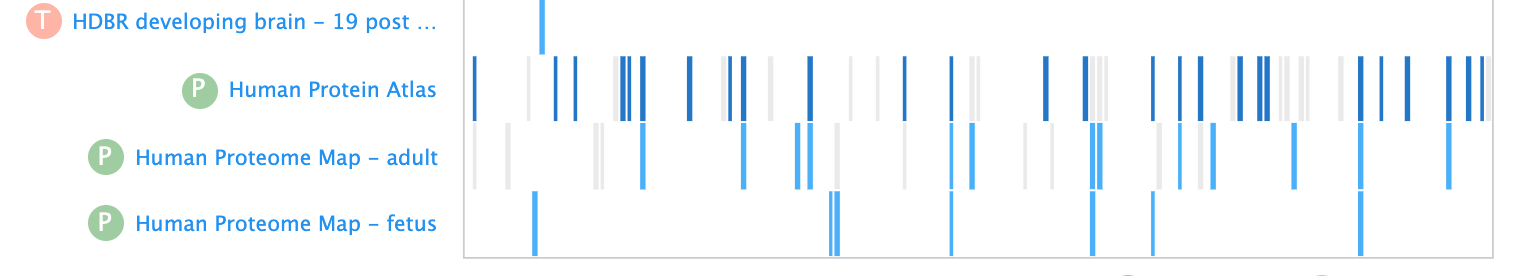 T HDBR developing brain – 19 post ...
P Human Protein Atlas
P Human Proteome Map – adult
P Human Proteome Map – fetus